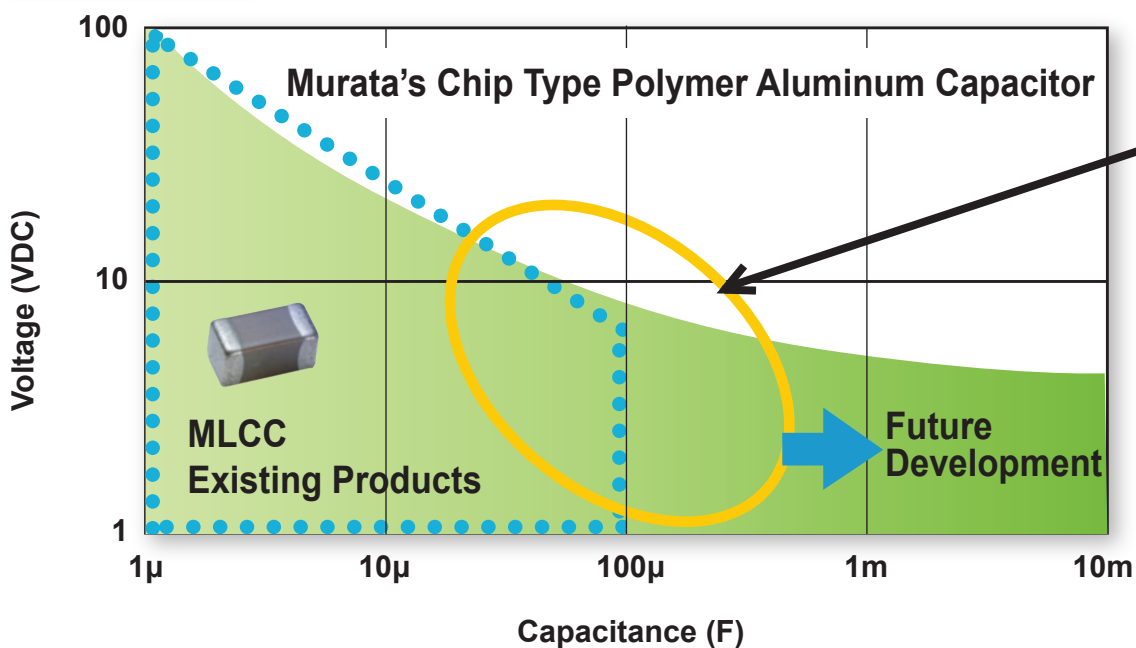 100
Murata's Chip Type Polymer Aluminum Capacitor
Voltage (VDC)
10
MLCC
Existing Products
Future
Development
1
1µ
10µ
100µ
1m
10m
Capacitance (F)